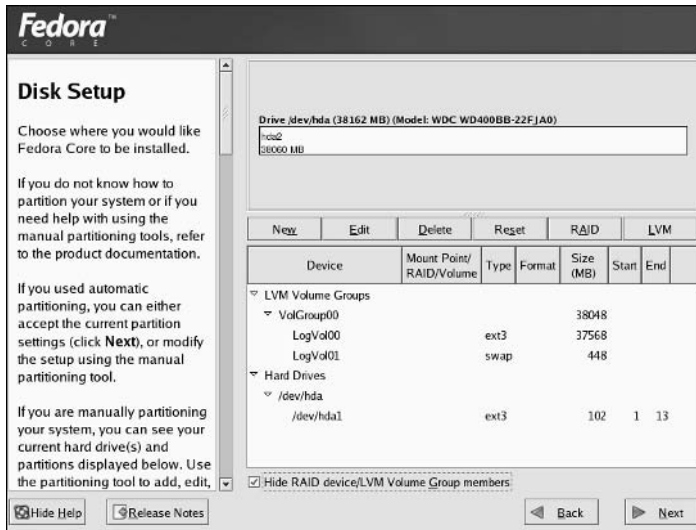 Fedora™
CORE
Disk Setup
Choose where you would like
Fedora Core to be installed.
If you do not know how to
partition your system or if you
need help with using the
manual partitioning tools, refer
to the product documentation.
If you used automatic
partitioning, you can either
accept the current partition
settings (click Next), or modify
the setup using the manual
partitioning tool.
If you are manually partitioning
your system, you can see your
current hard drive(s) and
partitions displayed below. Use
the partitioning tool to add, edit,
Drive /dev/hda (38162 MB) (Model: WDC WD400BB-22FJA0)
hda2
38060 MB
New Edit Delete Reset RAID LVM
Device Mount Point/ RAID/Volume Type Format Size (MB) Start End
LVM Volume Groups
VolGroup00 38048
LogVol00 ext3 37568
LogVol01 swap 448
Hard Drives
/dev/hda
/dev/hda1 ext3 102 1 13
Hide RAID device/LVM Volume Group members
Hide Help Release Notes Back Next